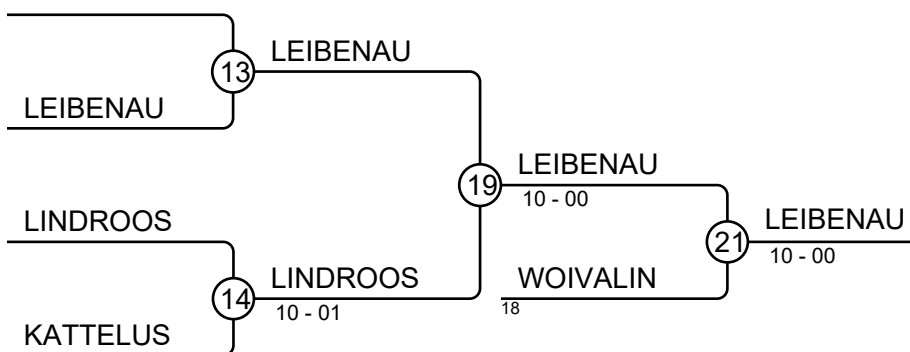 LEIBENAU
13
LEIBENAU
LEIBENAU
19
10 - 00
LINDROOS
LEIBENAU
21
10 - 00
LINDROOS
WOIVALIN
14
10 - 01
18
KATTELUS